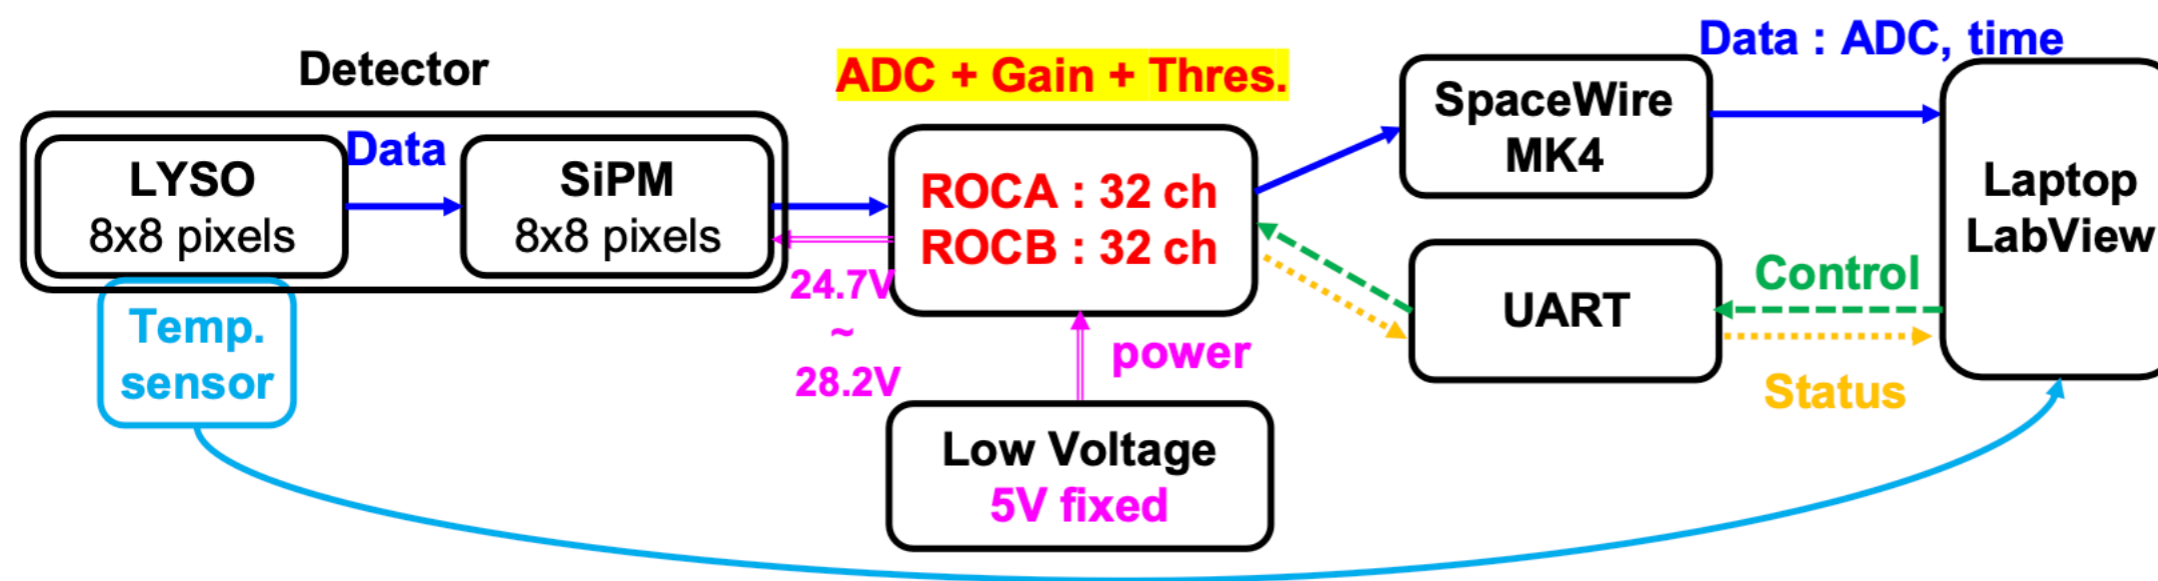 Detector
LYSO
8x8 pixels
Data
SiPM
8x8 pixels
Temp.
sensor
ADC + Gain + Thres.
ROCA : 32 ch
ROCB : 32 ch
24.7V
~
28.2V
power
Low Voltage
5V fixed
SpaceWire
MK4
Data : ADC, time
UART
Control
Status
Laptop
LabView